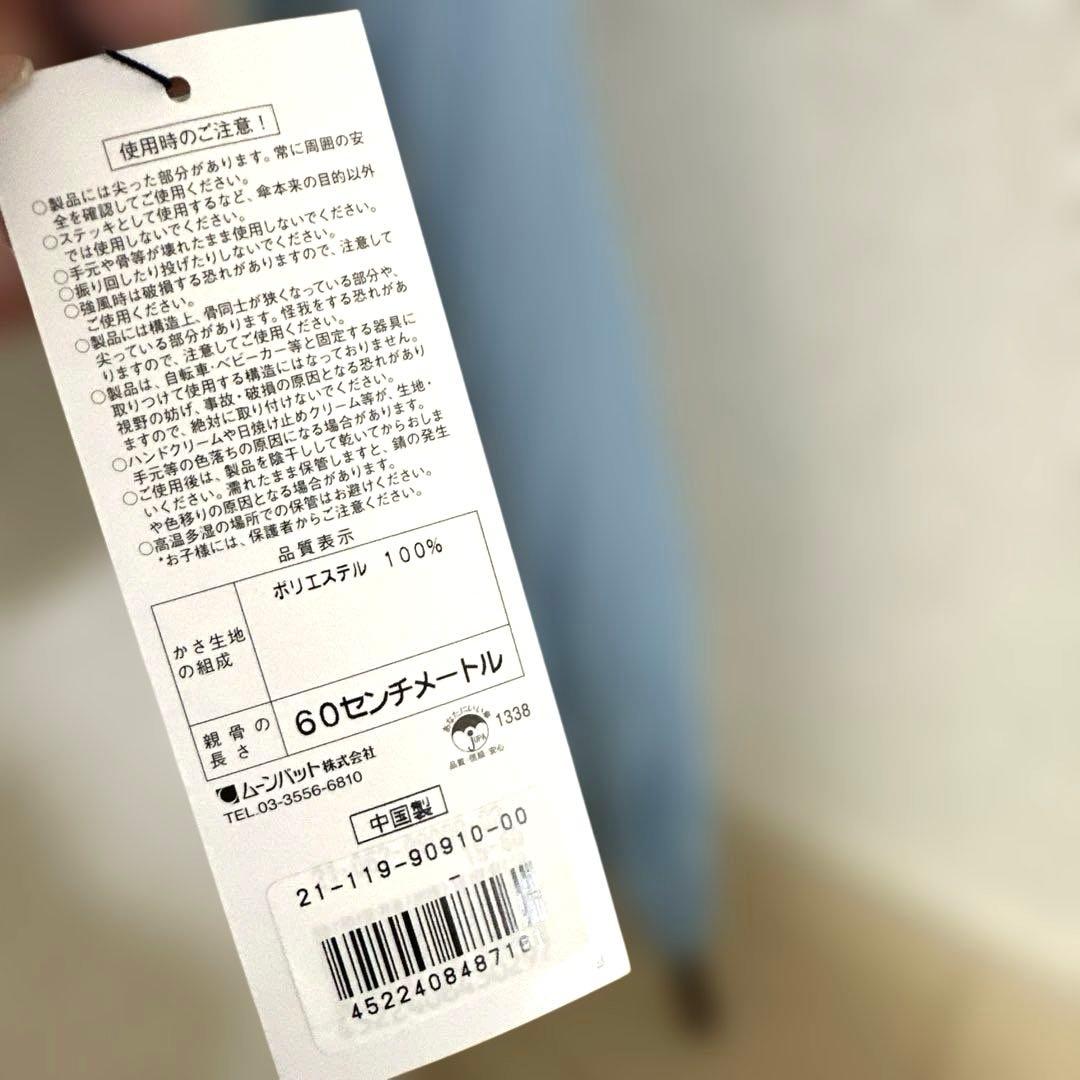 使用時のご注意！
○製品には尖った部分があります。常に周囲の安
全を確認してご使用ください。
○ステッキとして使用するなど、傘本来の目的以外
では使用しないでください。
○手元や骨等が壊れたまま使用しないでください。
○振り回したり投げたりしないでください。
○強風時は破損する恐れがありますので、注意して
ご使用ください。
○製品には構造上、骨同士が狭くなっている部分や、
尖っている部分があります。怪我をする恐れがあ
りますので、注意してご使用ください。
○製品は、自転車・ベビーカー等と固定する器具に
取りつけて使用する構造にはなっておりません。
視野の妨げ、事故・破損の原因となる恐れがあり
ますので、絶対に取り付けないでください。
○ハンドクリームや日焼け止めクリーム等が、生地・
手元等の色落ちの原因になる場合があります。
○ご使用後は、製品を陰干しして乾いてからおしま
いください。濡れたまま保管しますと、錆の発生
や色移りの原因となる場合があります。
○高温多湿の場所での保管はお避けください。
*お子様には、保護者からご注意ください。
品質表示
かさ生地
の組成
ポリエステル 100%
親骨の
長さ
60センチメートル
ムーンバット株式会社
TEL.03-3556-6810
あなたにいい傘
JUPA
品質 信頼 安心
1338
中国製
21-119-90910-00
452240848716